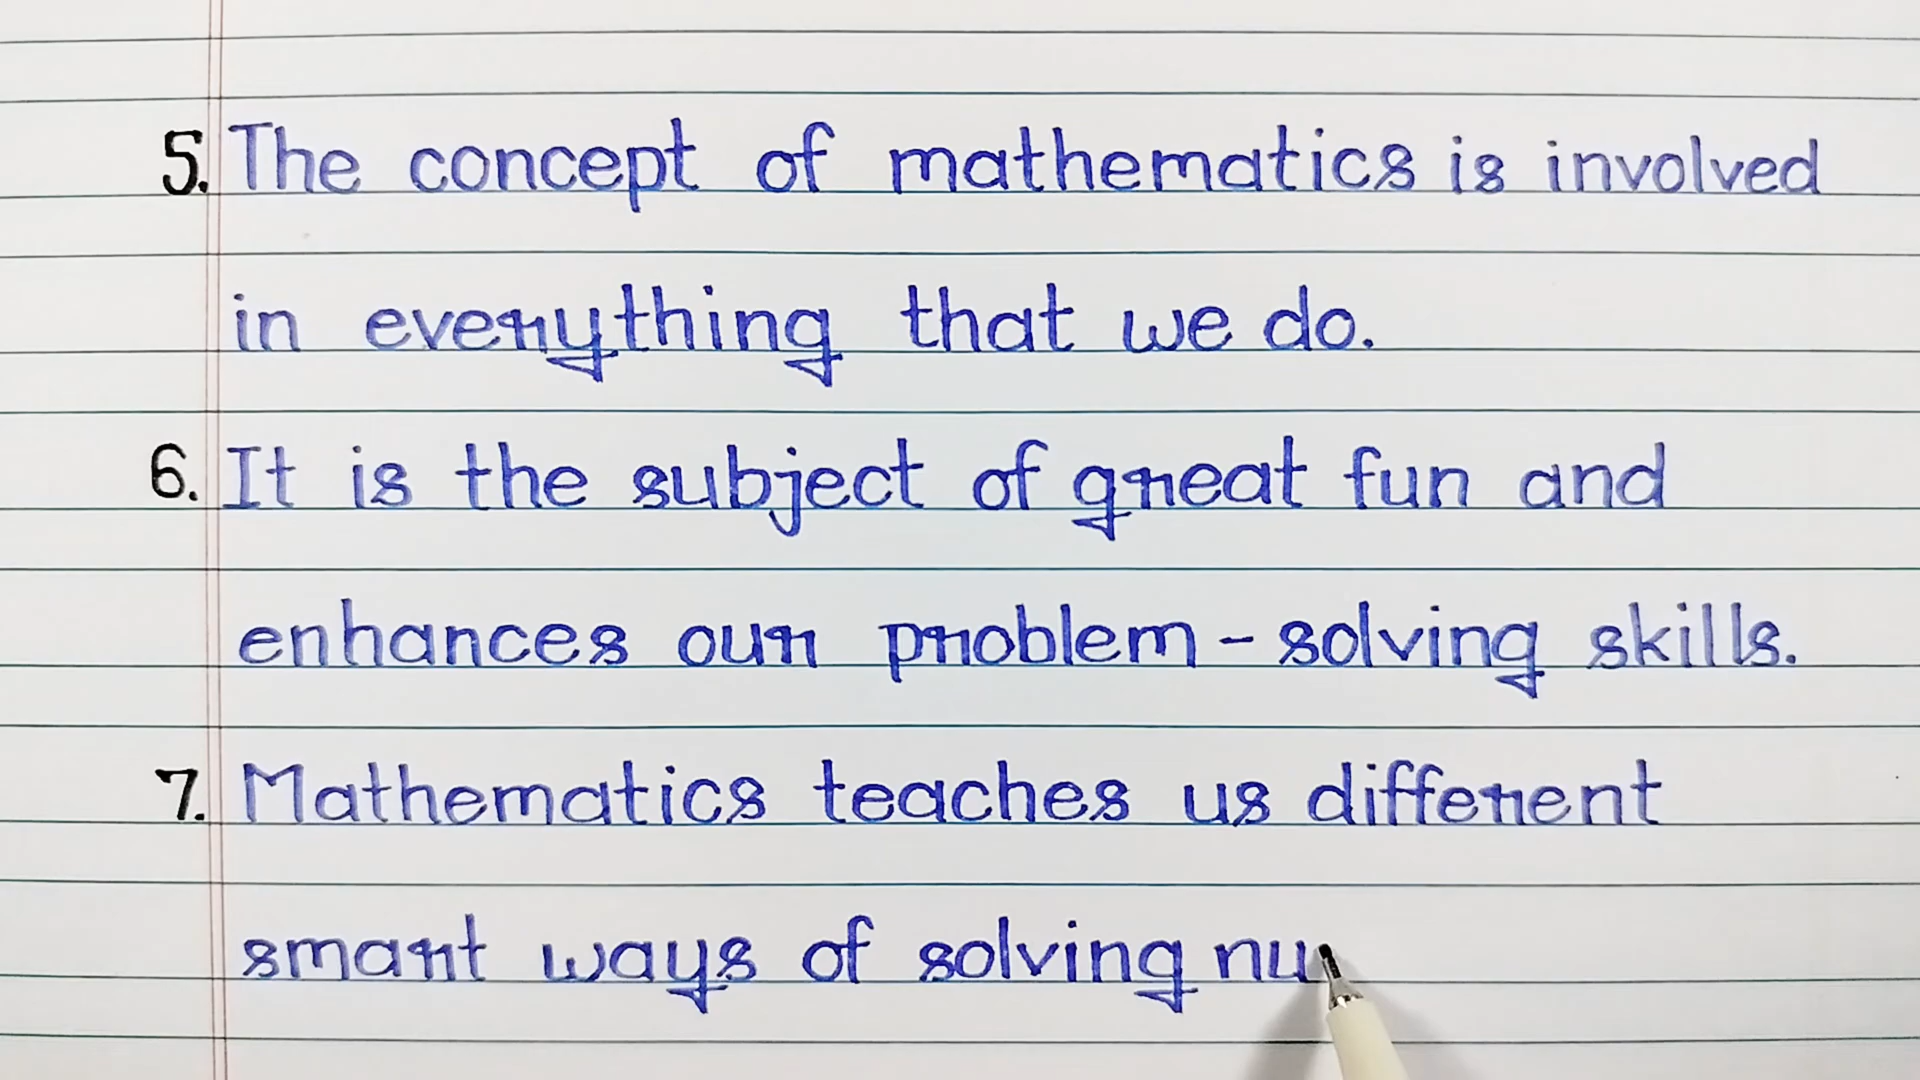 5. The concept of mathematics is involved
in everything that we do.
6. It is the subject of great fun and
enhances our problem - solving skills.
7. Mathematics teaches us different
smart ways of solving nu